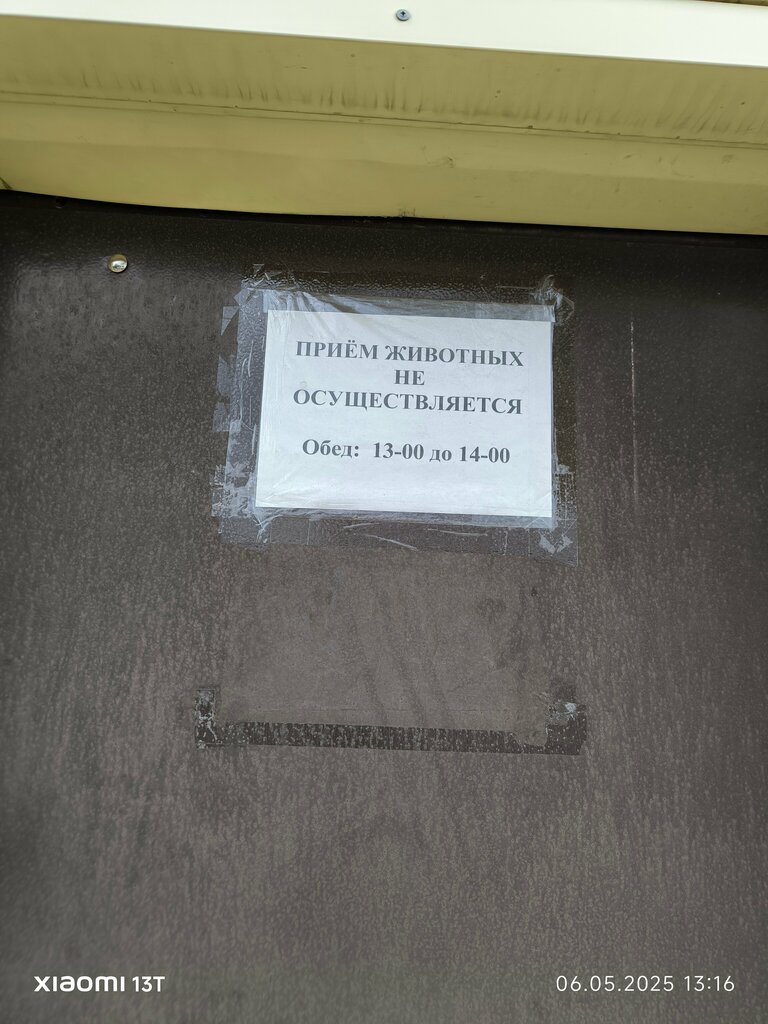 ПРИЁМ ЖИВОТНЫХ
НЕ
ОСУЩЕСТВЛЯЕТСЯ
Обед: 13-00 до 14-00
XIAOMI 13T
06.05.2025 13:16